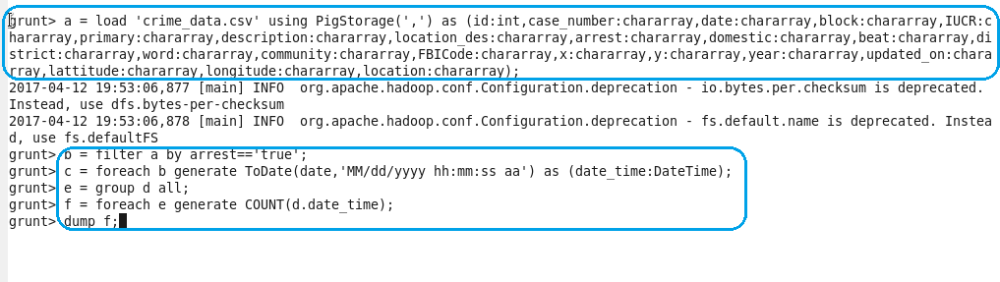 grunt> a = load 'crime_data.csv' using PigStorage(',') as (id:int,case_number:chararray,date:chararray,block:chararray,IUCR:c
hararray,primary:chararray,description:chararray,location_des:chararray,arrest:chararray,domestic:chararray,beat:chararray,di
strict:chararray,word:chararray,community:chararray,FBICode:chararray,x:chararray,y:chararray,year:chararray,updated_on:chara
rray,lattitude:chararray,longitude:chararray,location:chararray);
2017-04-12 19:53:06,877 [main] INFO  org.apache.hadoop.conf.Configuration.deprecation - io.bytes.per.checksum is deprecated.
Instead, use dfs.bytes-per-checksum
2017-04-12 19:53:06,878 [main] INFO  org.apache.hadoop.conf.Configuration.deprecation - fs.default.name is deprecated. Instea
d, use fs.defaultFS
grunt> b = filter a by arrest=='true';
grunt> c = foreach b generate ToDate(date,'MM/dd/yyyy hh:mm:ss aa') as (date_time:DateTime);
grunt> e = group d all;
grunt> f = foreach e generate COUNT(d.date_time);
grunt> dump f;